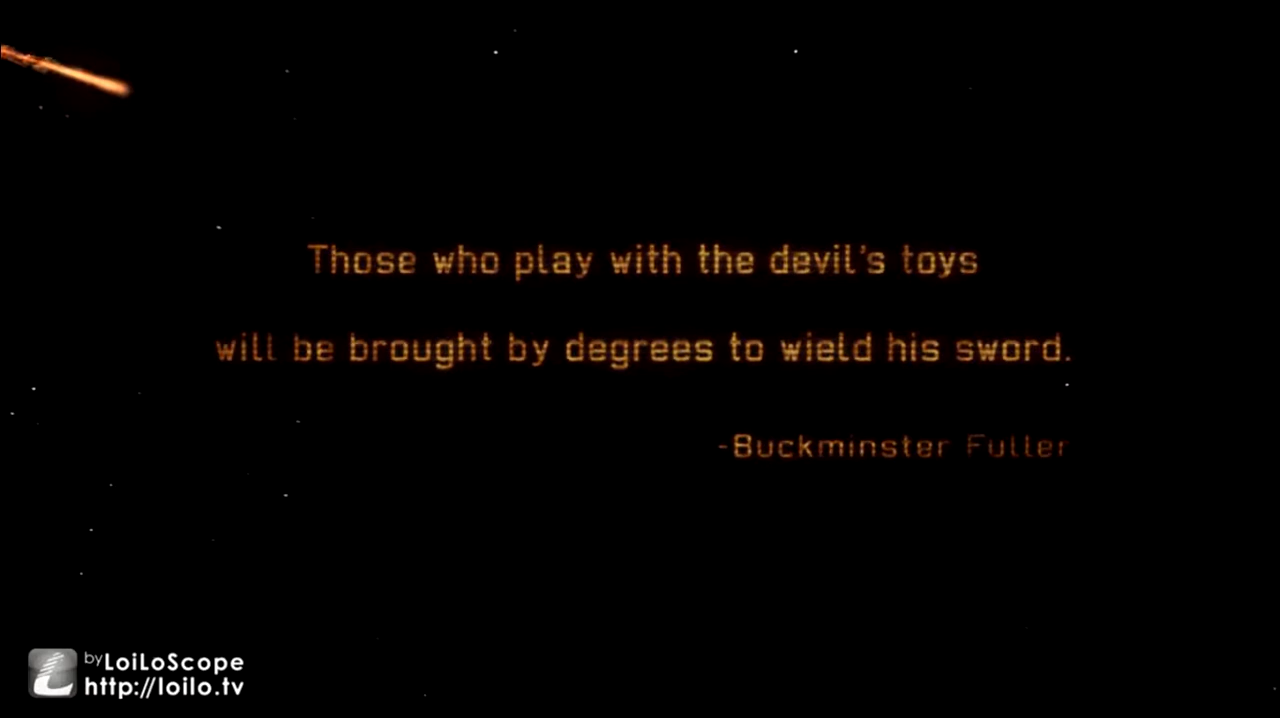 Those who play with the devil's toys
will be brought by degrees to wield his sword.
-Buckminster Fuller
by LoiLoScope
http://loilo.tv